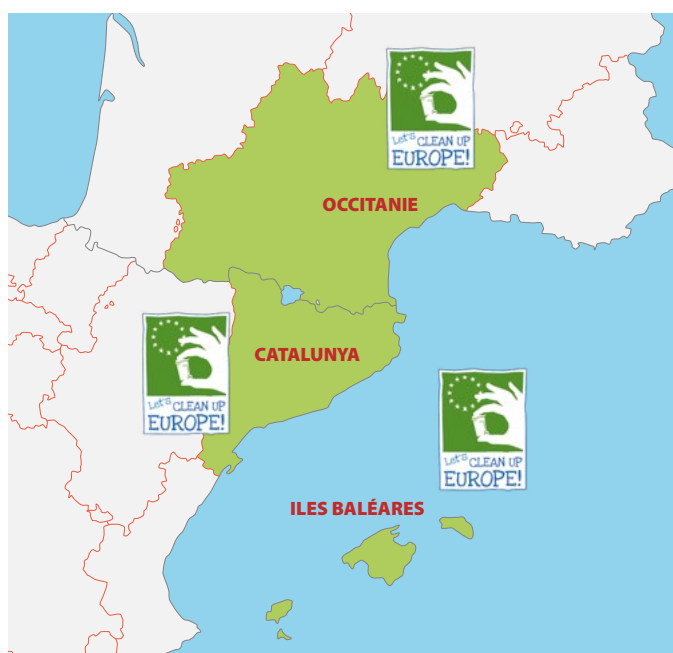 Let's CLEAN UP
EUROPE!
OCCITANIE
Let's CLEAN UP
EUROPE!
CATALUNYA
Let's CLEAN UP
EUROPE!
ILES BALÉARES